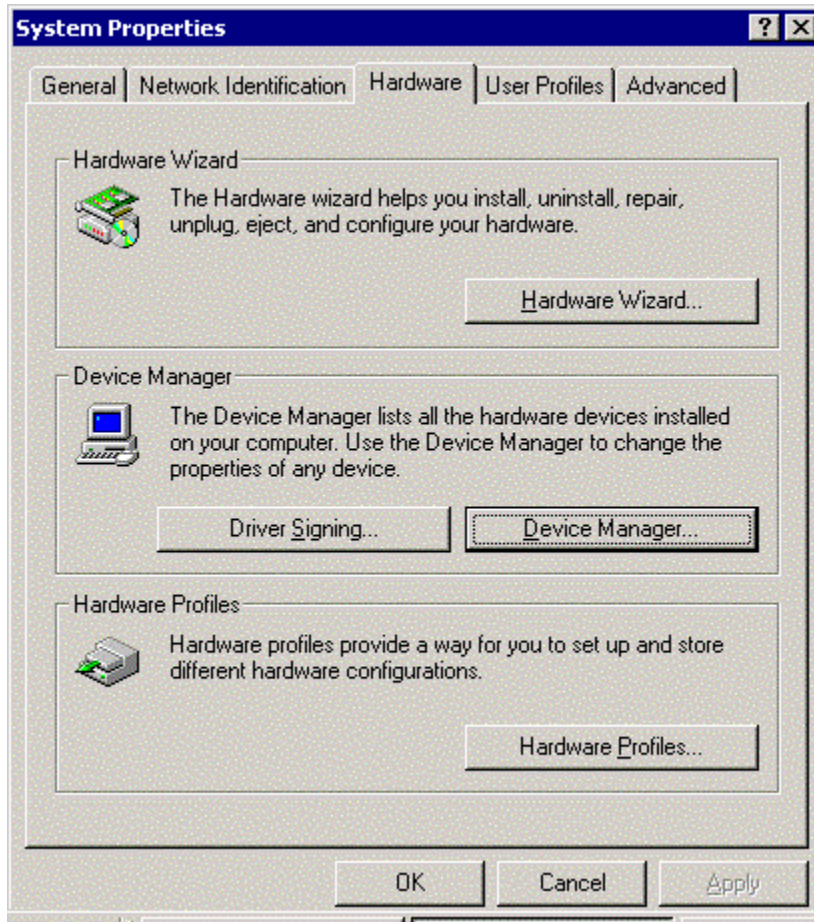 System Properties
General Network Identification Hardware User Profiles Advanced
Hardware Wizard
The Hardware wizard helps you install, uninstall, repair,
unplug, eject, and configure your hardware.
Hardware Wizard...
Device Manager
The Device Manager lists all the hardware devices installed
on your computer. Use the Device Manager to change the
properties of any device.
Driver Signing... Device Manager...
Hardware Profiles
Hardware profiles provide a way for you to set up and store
different hardware configurations.
Hardware Profiles...
OK Cancel Apply